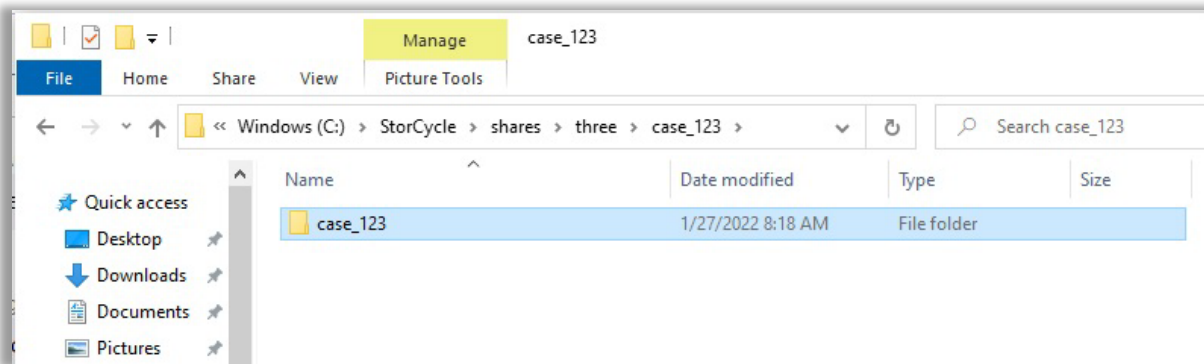 Manage case_123
File Home Share View Picture Tools
« Windows (C:) > StorCycle > shares > three > case_123 > Search case_123
Name Date modified Type Size
Quick access
case_123 1/27/2022 8:18 AM File folder
Desktop
Downloads
Documents
Pictures